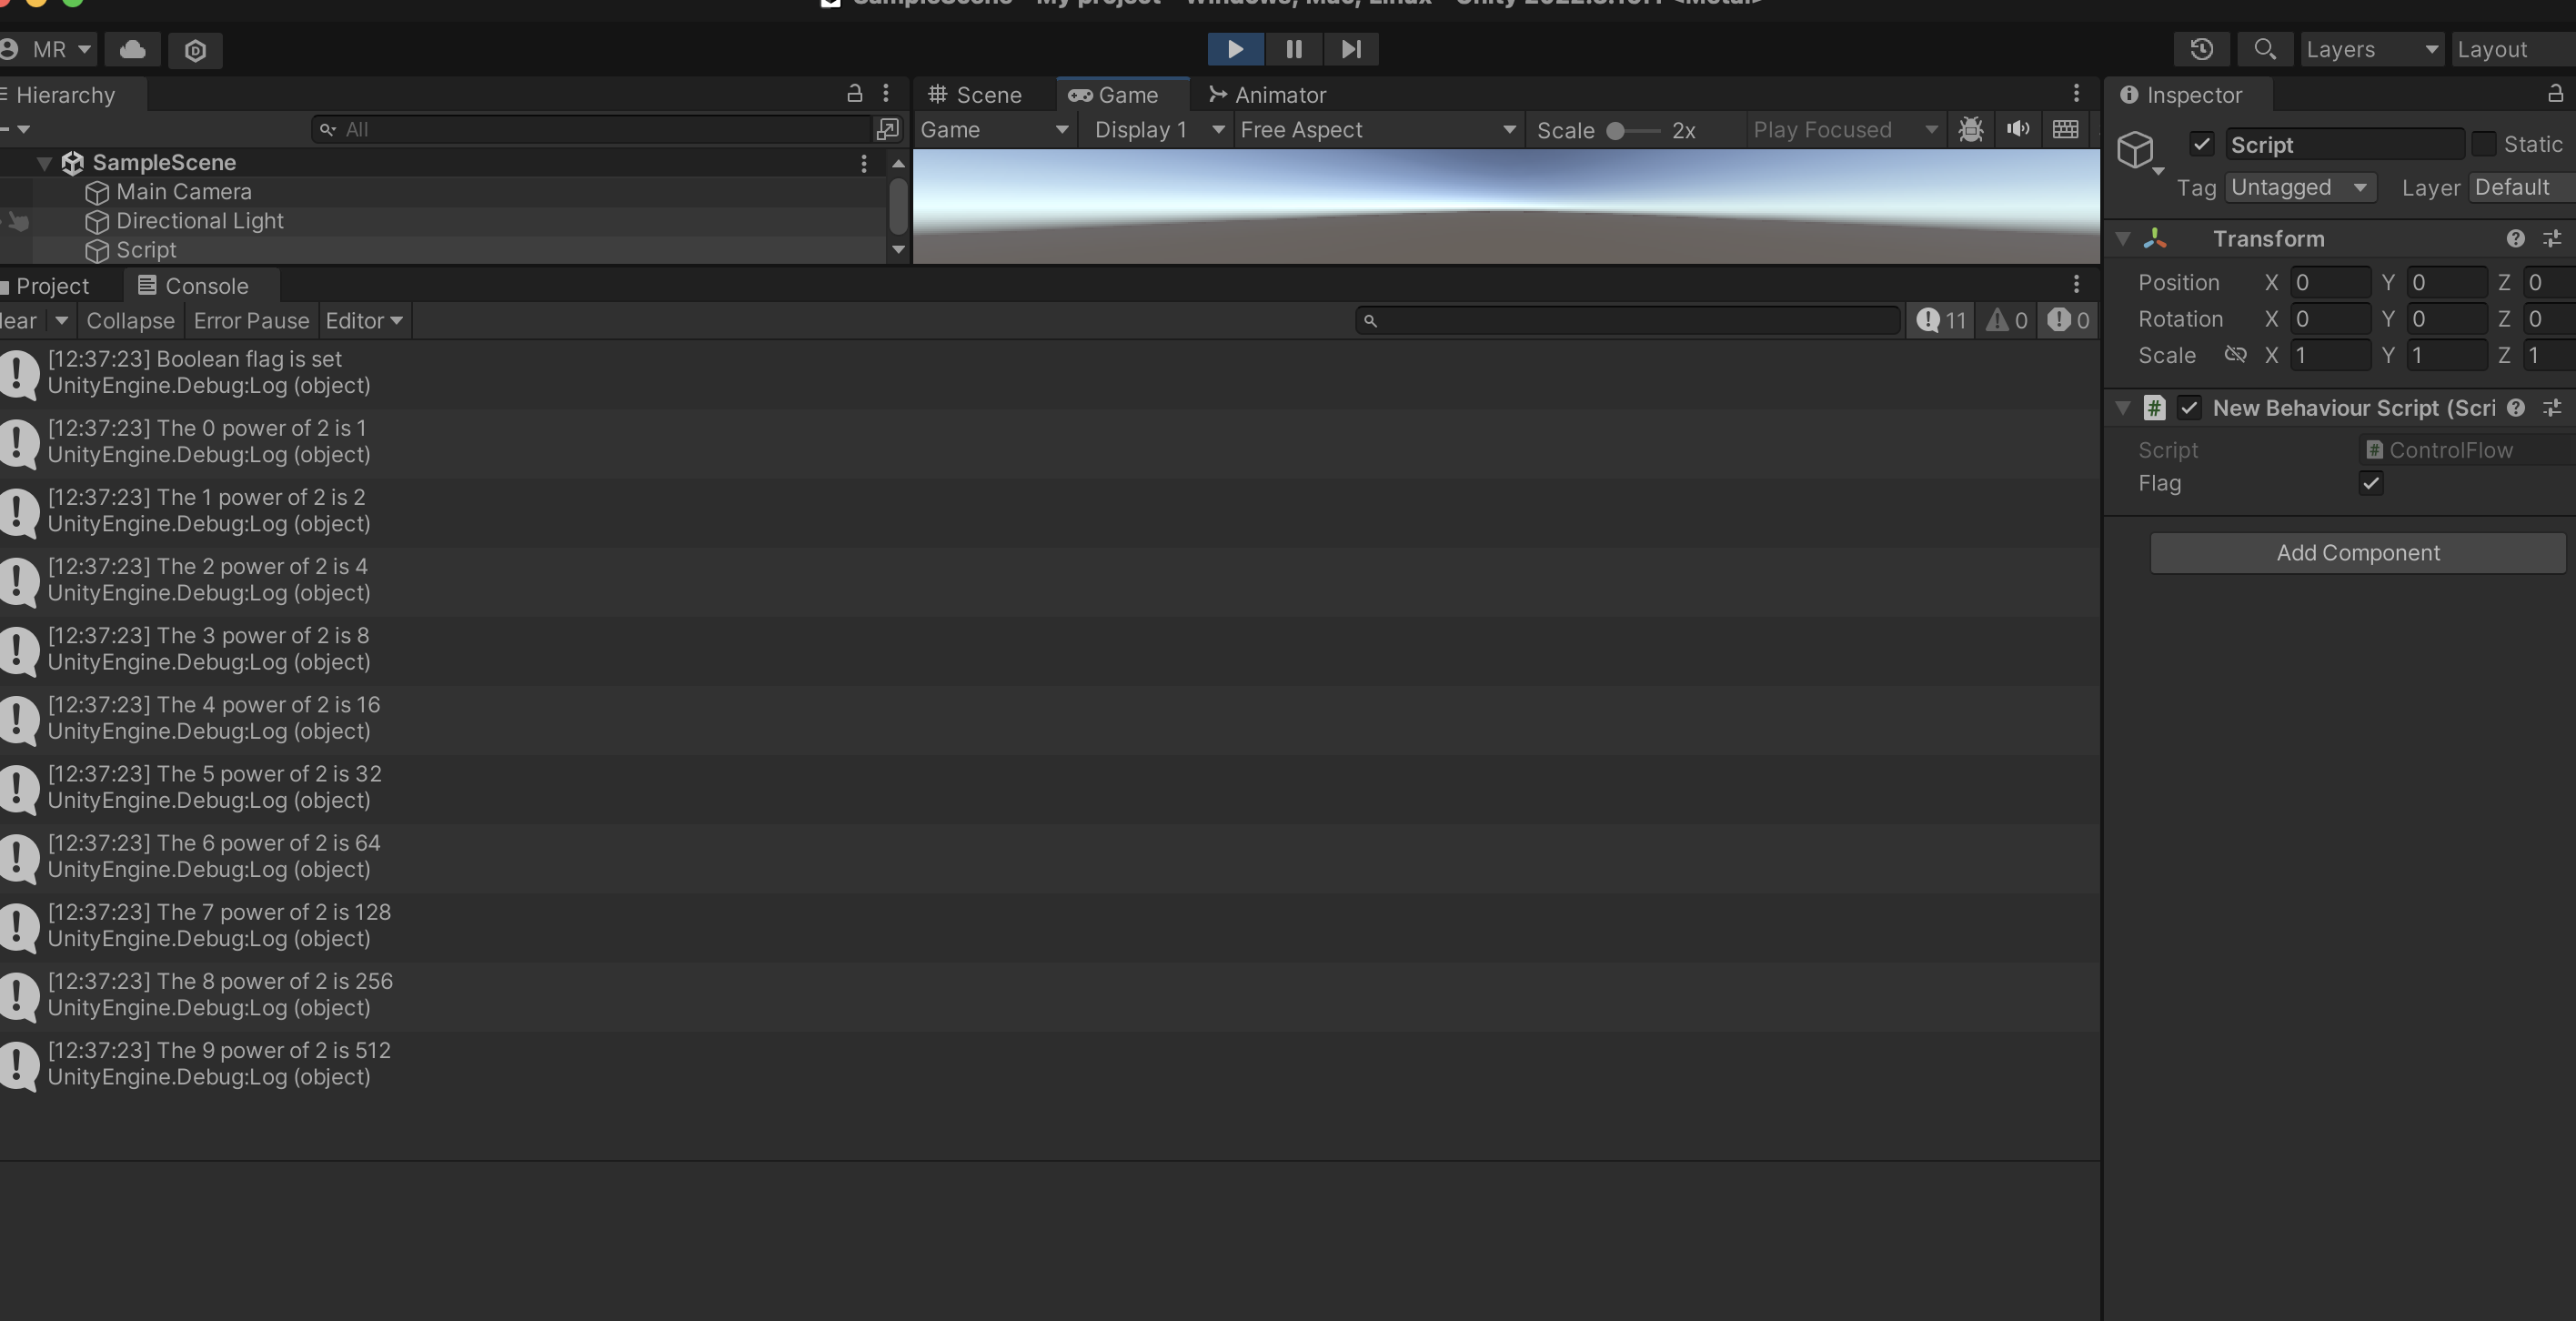 MR
Layers
Layout
Hierarchy
All
SampleScene
Main Camera
Directional Light
Script
Scene
Game
Animator
Game
Display 1
Free Aspect
Scale
2x
Play Focused
Project
Console
Collapse
Error Pause
Editor
11
0
0
[12:37:23] Boolean flag is set
UnityEngine.Debug:Log (object)
[12:37:23] The 0 power of 2 is 1
UnityEngine.Debug:Log (object)
[12:37:23] The 1 power of 2 is 2
UnityEngine.Debug:Log (object)
[12:37:23] The 2 power of 2 is 4
UnityEngine.Debug:Log (object)
[12:37:23] The 3 power of 2 is 8
UnityEngine.Debug:Log (object)
[12:37:23] The 4 power of 2 is 16
UnityEngine.Debug:Log (object)
[12:37:23] The 5 power of 2 is 32
UnityEngine.Debug:Log (object)
[12:37:23] The 6 power of 2 is 64
UnityEngine.Debug:Log (object)
[12:37:23] The 7 power of 2 is 128
UnityEngine.Debug:Log (object)
[12:37:23] The 8 power of 2 is 256
UnityEngine.Debug:Log (object)
[12:37:23] The 9 power of 2 is 512
UnityEngine.Debug:Log (object)
Inspector
Script
Static
Tag Untagged
Layer Default
Transform
Position X 0 Y 0 Z 0
Rotation X 0 Y 0 Z 0
Scale X 1 Y 1 Z 1
New Behaviour Script (Scri
Script
ControlFlow
Flag
Add Component